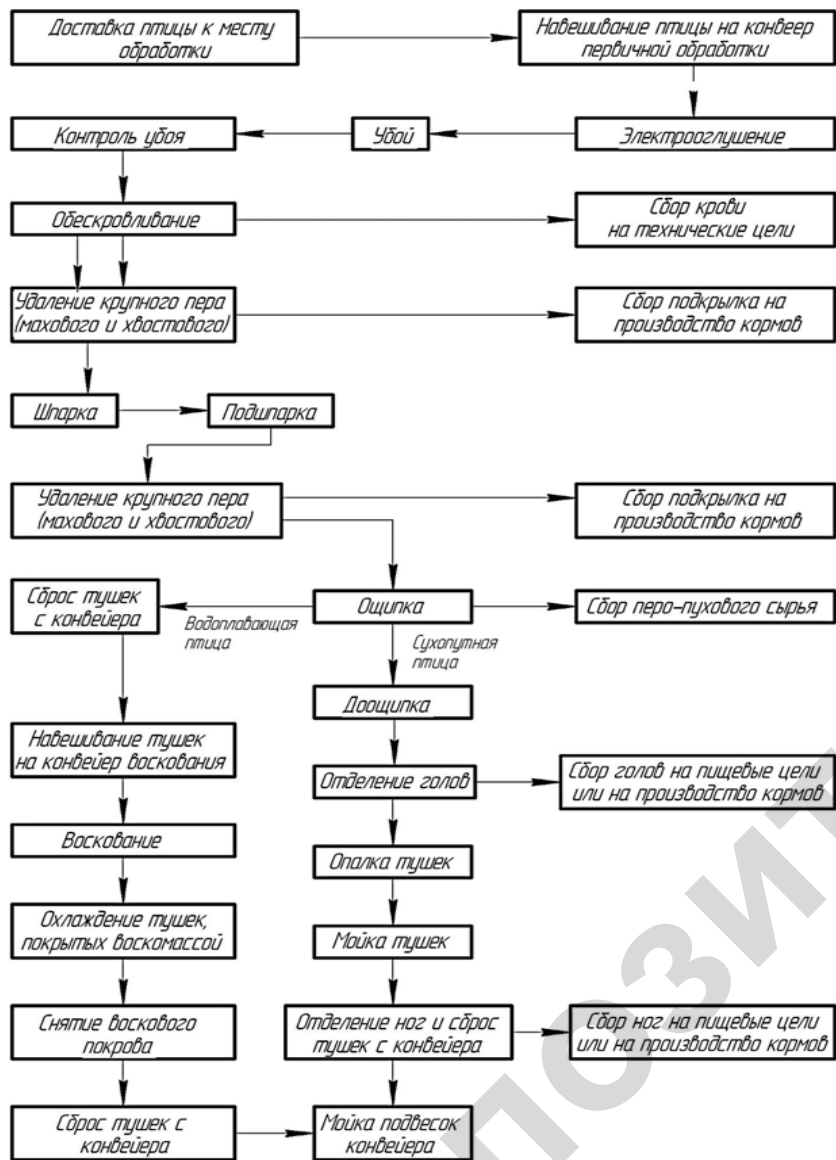 Доставка птицы к месту
обработки
Навешивание птицы на конвеер
первичной обработки
Контроль убоя
Убой
Электрооглушение
Обескровливание
Сбор крови
на технические цели
Удаление крупного пера
(махового и хвостового)
Сбор подкрылка на
производство кормов
Шпарка
Подшпарка
Удаление крупного пера
(махового и хвостового)
Сбор подкрылка на
производство кормов
Сброс тушек
с конвейера
Водоплавающая
птица
Ощипка
Сбор перо-пухового сырья
Сухопутная
птица
Доощипка
Навешивание тушек
на конвейер воскования
Отделение голов
Сбор голов на пищевые цели
или на производство кормов
Воскование
Опалка тушек
Охлаждение тушек,
покрытых воскомассой
Мойка тушек
Снятие воскового
покрова
Отделение ног и сброс
тушек с конвейера
Сбор ног на пищевые цели
или на производство кормов
Сброс тушек с
конвейера
Мойка подвесок
конвейера
ПОЗИТ